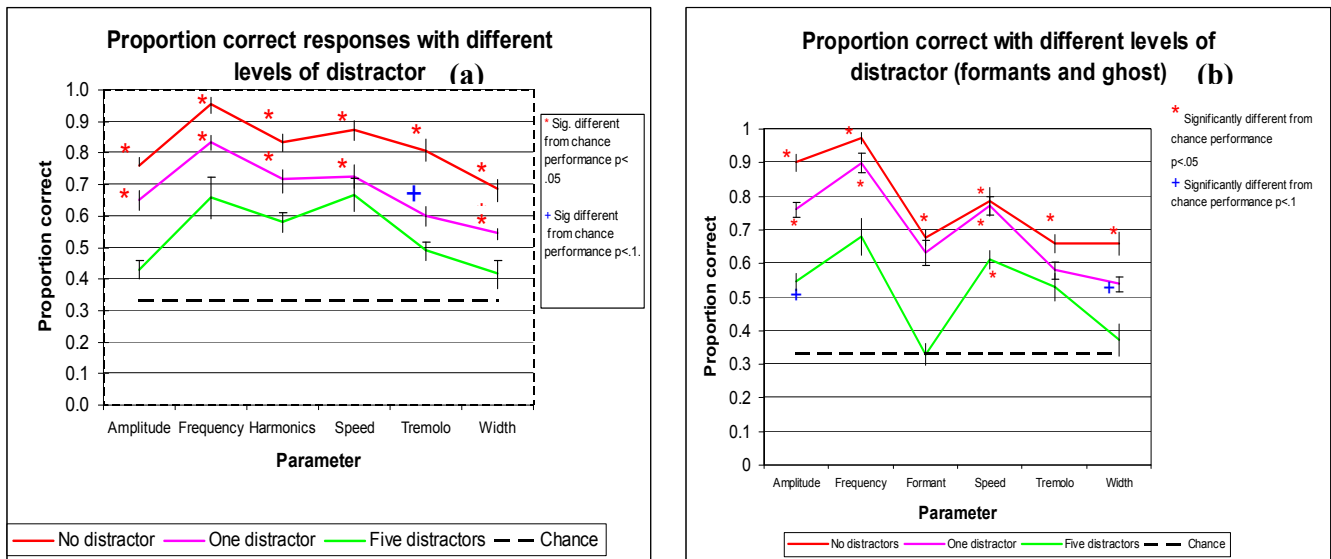 Proportion correct responses with different
levels of distractor (a)
1.0
0.9
0.8
0.7
0.6
0.5
0.4
0.3
0.2
0.1
0.0
Proportion correct
Amplitude Frequency Harmonics Speed Tremolo Width
Parameter
* Sig. different
from chance
performance p<
.05
+ Sig different
from chance
performance p<.1.
No distractor One distractor Five distractors Chance
Proportion correct with different levels of
distractor (formants and ghost) (b)
1
0.9
0.8
0.7
0.6
0.5
0.4
0.3
0.2
0.1
0
Proportion correct
Amplitude Frequency Formant Speed Tremolo Width
Parameter
* Significantly different from
chance performance
p<.05
+ Significantly different from
chance performance p<.1
No distractors One distractor Five distractors Chance